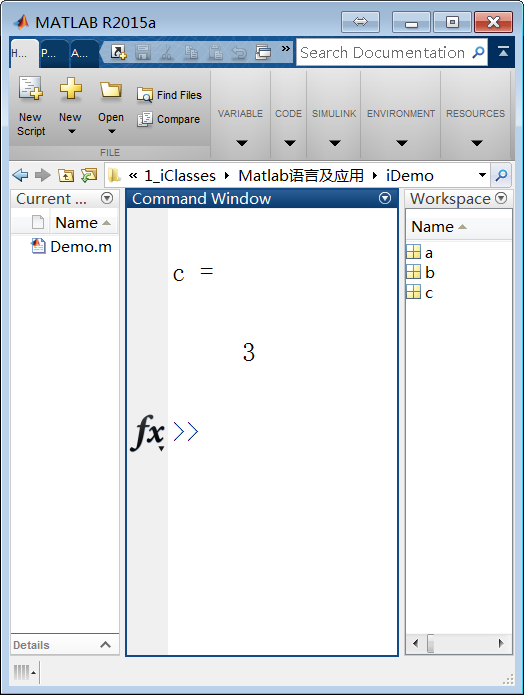 MATLAB R2015a
H... P... A... » Search Documentation
New Script
New
Open
Find Files
Compare
FILE
VARIABLE CODE SIMULINK ENVIRONMENT RESOURCES
« 1_iClasses Matlab语言及应用 iDemo
Current ...
Name
Demo.m
Details
Command Window
c =
3
fx >>
Workspace
Name
a
b
c